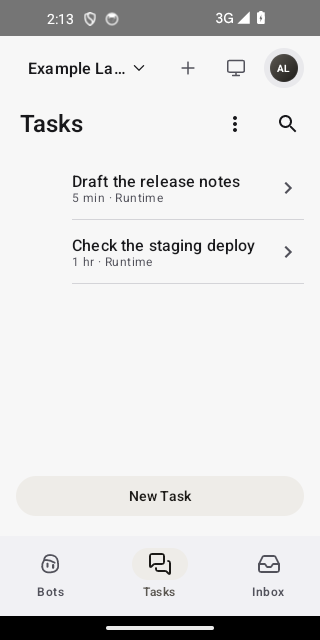 2:13
3G
Example La...
AL
Tasks
Draft the release notes
5 min · Runtime
Check the staging deploy
1 hr · Runtime
New Task
Bots
Tasks
Inbox